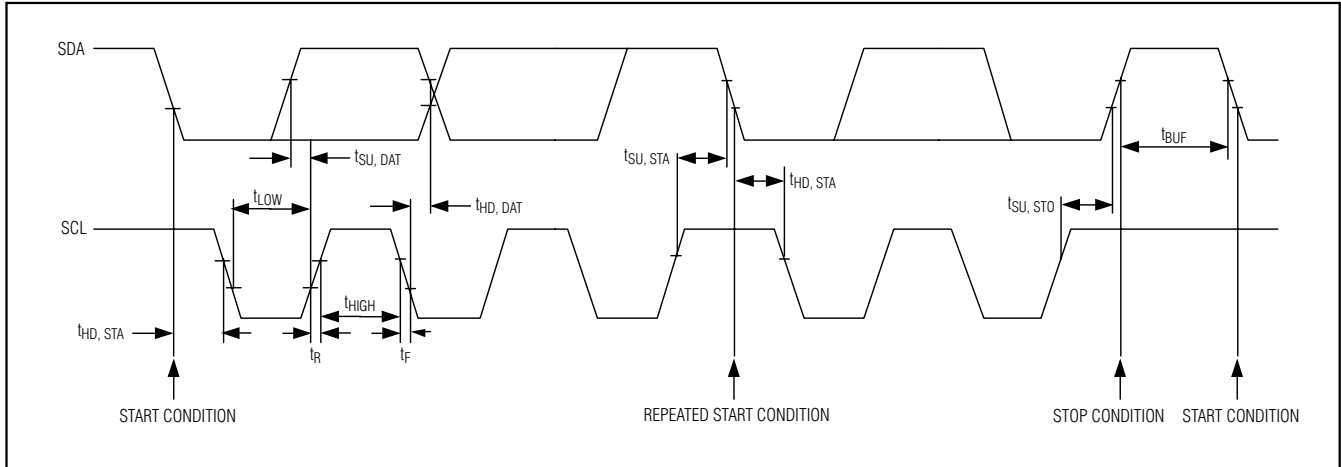 SDA
tSU, DAT
tSU, STA
tBUF
tHD, STA
tLOW
tHD, DAT
tSU, STO
SCL
tHIGH
tHD, STA
tR
tF
START CONDITION
REPEATED START CONDITION
STOP CONDITION
START CONDITION